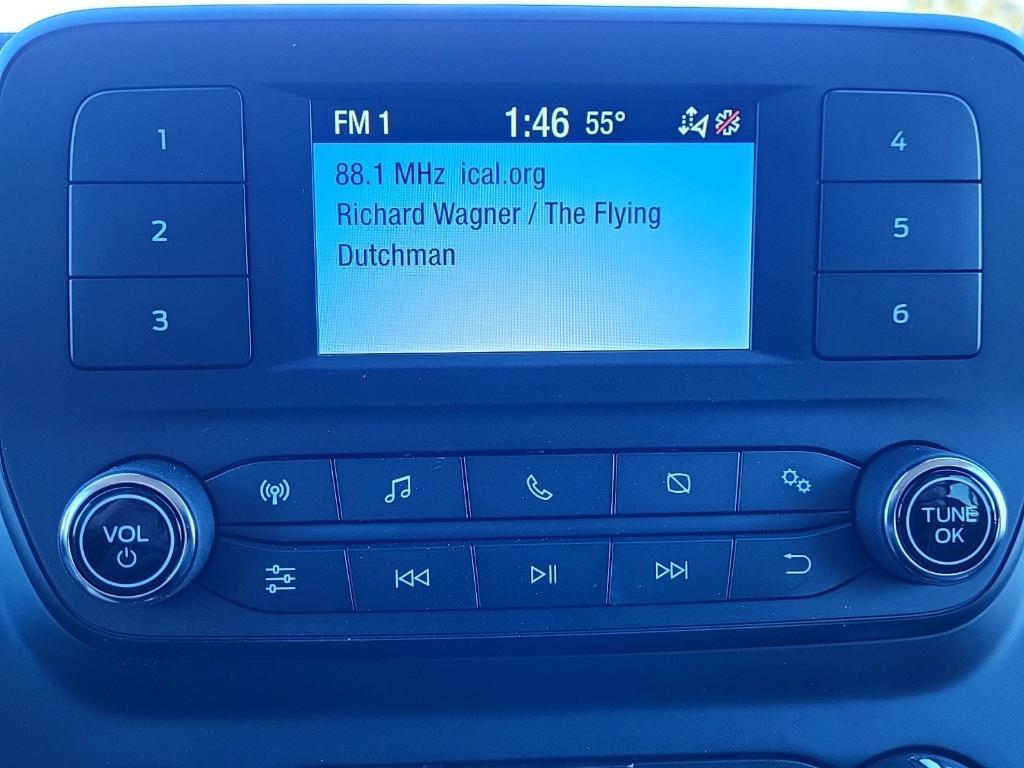 FM 1 1:46 55°
88.1 MHz ical.org
Richard Wagner / The Flying
Dutchman
1
2
3
4
5
6
VOL
TUNE
OK